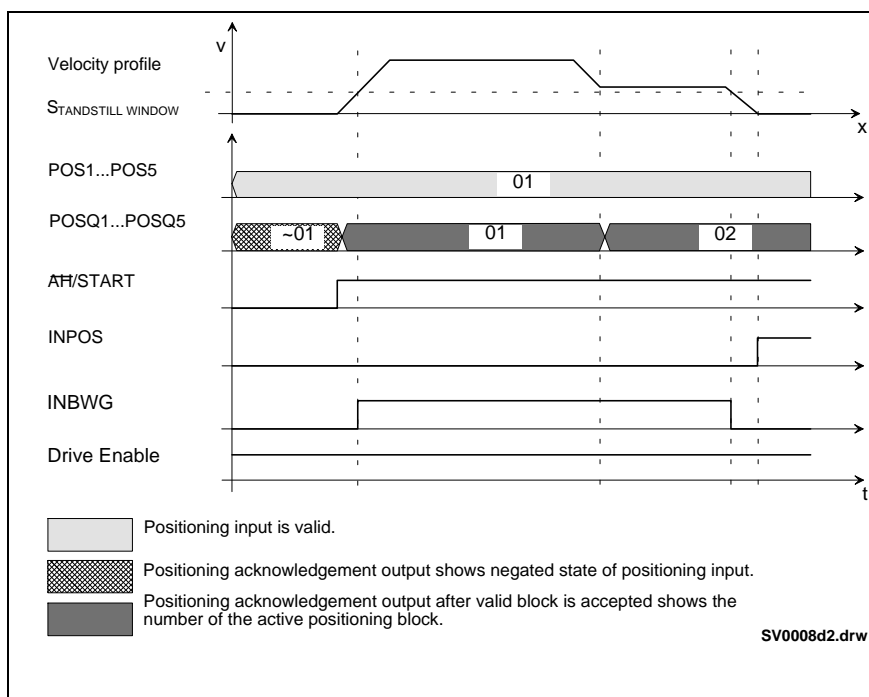 v
Velocity profile
STANDSTILL WINDOW
x
POS1...POS5
01
POSQ1...POSQ5
~01
01
02
AH/START
INPOS
INBWG
Drive Enable
t
Positioning input is valid.
Positioning acknowledgement output shows negated state of positioning input.
Positioning acknowledgement output after valid block is accepted shows the
number of the active positioning block.
SV0008d2.drw